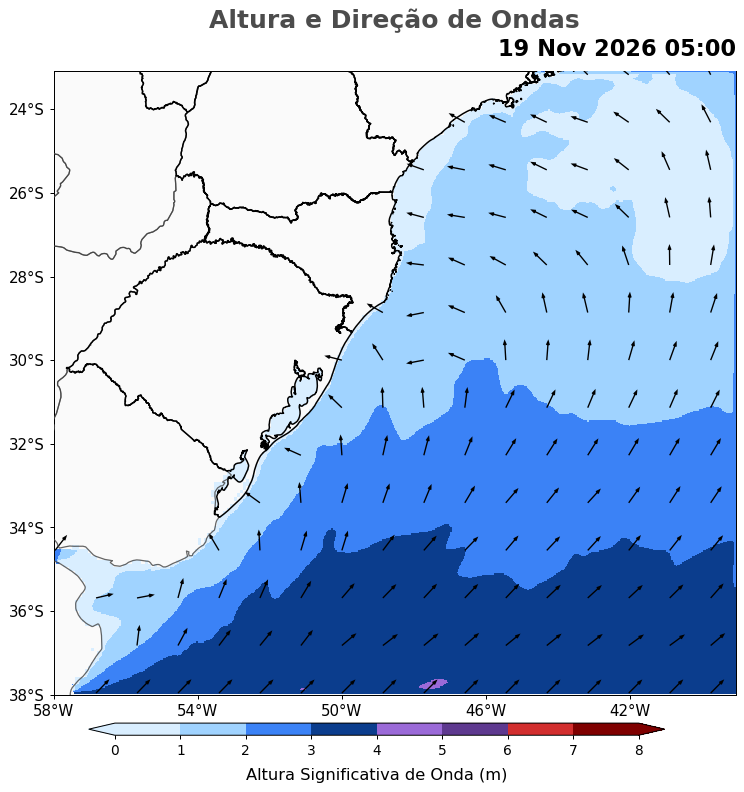 Altura e Direção de Ondas
19 Nov 2026 05:00
24°S
26°S
28°S
30°S
32°S
34°S
36°S
38°S
58°W 54°W 50°W 46°W 42°W
0 1 2 3 4 5 6 7 8
Altura Significativa de Onda (m)